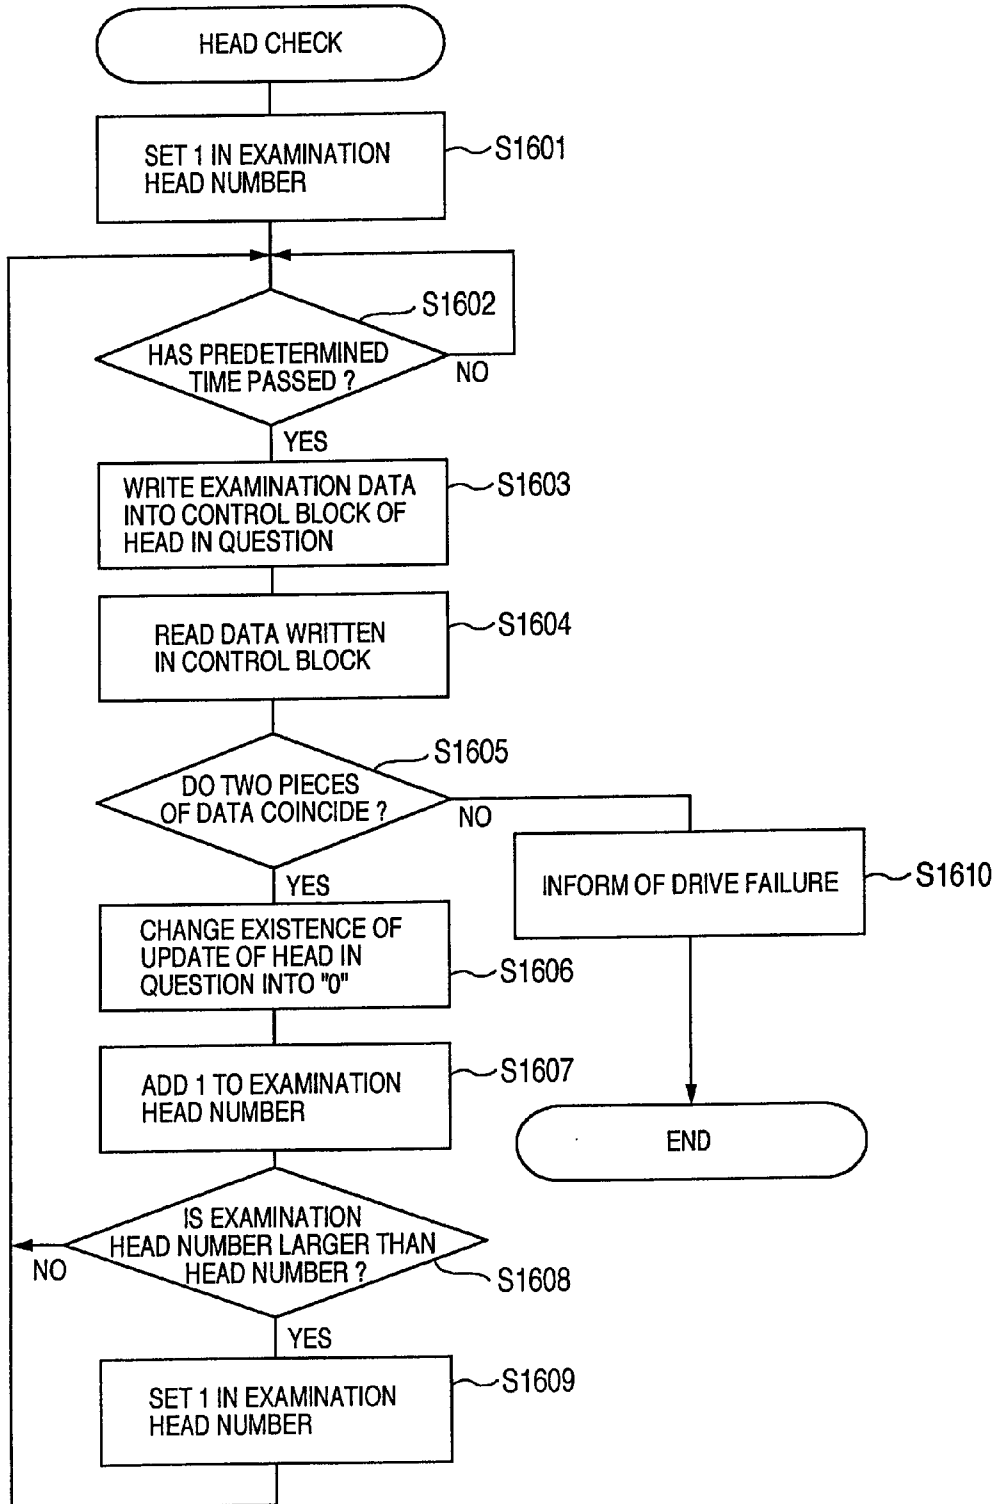 HEAD CHECK
SET 1 IN EXAMINATION
HEAD NUMBER
S1601
S1602
HAS PREDETERMINED
TIME PASSED ?
NO
YES
WRITE EXAMINATION DATA
INTO CONTROL BLOCK OF
HEAD IN QUESTION
S1603
READ DATA WRITTEN
IN CONTROL BLOCK
S1604
S1605
DO TWO PIECES
OF DATA COINCIDE ?
NO
YES
INFORM OF DRIVE FAILURE
S1610
CHANGE EXISTENCE OF
UPDATE OF HEAD IN
QUESTION INTO "0"
S1606
ADD 1 TO EXAMINATION
HEAD NUMBER
S1607
END
IS EXAMINATION
HEAD NUMBER LARGER THAN
HEAD NUMBER ?
NO
S1608
YES
SET 1 IN EXAMINATION
HEAD NUMBER
S1609